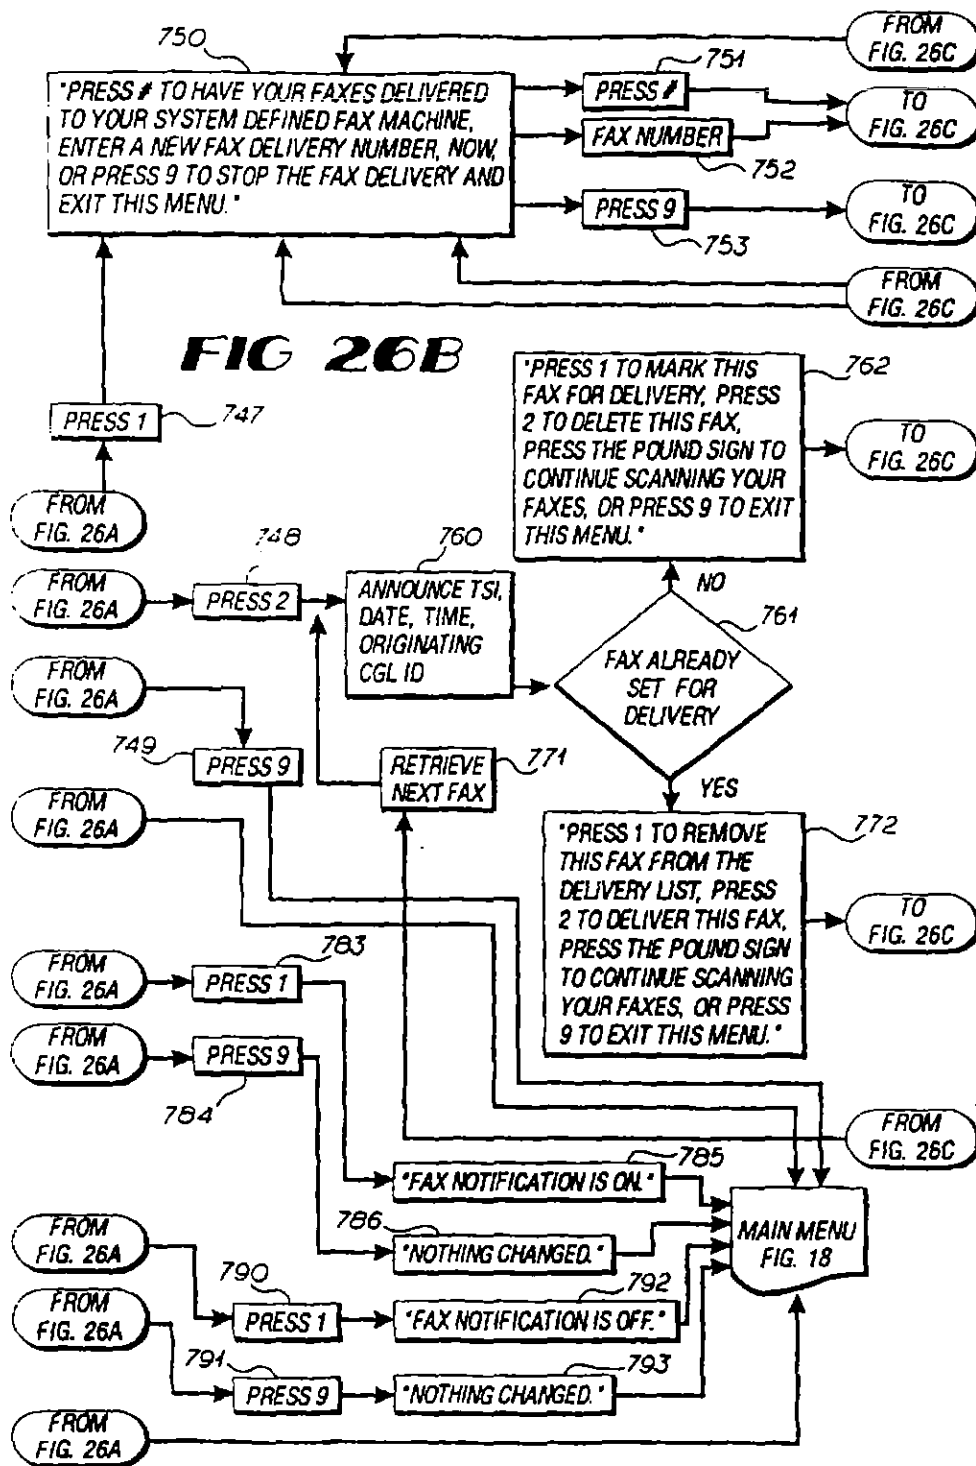 750
FROM
FIG. 26C
"PRESS # TO HAVE YOUR FAXES DELIVERED
TO YOUR SYSTEM DEFINED FAX MACHINE,
ENTER A NEW FAX DELIVERY NUMBER, NOW,
OR PRESS 9 TO STOP THE FAX DELIVERY AND
EXIT THIS MENU."
751
PRESS #
TO
FIG. 26C
FAX NUMBER
752
PRESS 9
753
TO
FIG. 26C
FROM
FIG. 26C
FIG 26B
PRESS 1
747
FROM
FIG. 26A
"PRESS 1 TO MARK THIS
FAX FOR DELIVERY, PRESS
2 TO DELETE THIS FAX,
PRESS THE POUND SIGN TO
CONTINUE SCANNING YOUR
FAXES, OR PRESS 9 TO EXIT
THIS MENU."
762
TO
FIG. 26C
FROM
FIG. 26A
748
PRESS 2
760
ANNOUNCE TSI,
DATE, TIME,
ORIGINATING
CGL ID
NO
761
FAX ALREADY
SET FOR
DELIVERY
YES
FROM
FIG. 26A
749
PRESS 9
RETRIEVE
NEXT FAX
771
FROM
FIG. 26A
"PRESS 1 TO REMOVE
THIS FAX FROM THE
DELIVERY LIST, PRESS
2 TO DELIVER THIS FAX,
PRESS THE POUND SIGN
TO CONTINUE SCANNING
YOUR FAXES, OR PRESS
9 TO EXIT THIS MENU."
772
TO
FIG. 26C
FROM
FIG. 26A
783
PRESS 1
FROM
FIG. 26A
PRESS 9
784
FROM
FIG. 26C
785
"FAX NOTIFICATION IS ON."
786
"NOTHING CHANGED."
MAIN MENU
FIG. 18
FROM
FIG. 26A
790
PRESS 1
792
"FAX NOTIFICATION IS OFF."
FROM
FIG. 26A
791
PRESS 9
793
"NOTHING CHANGED."
FROM
FIG. 26A